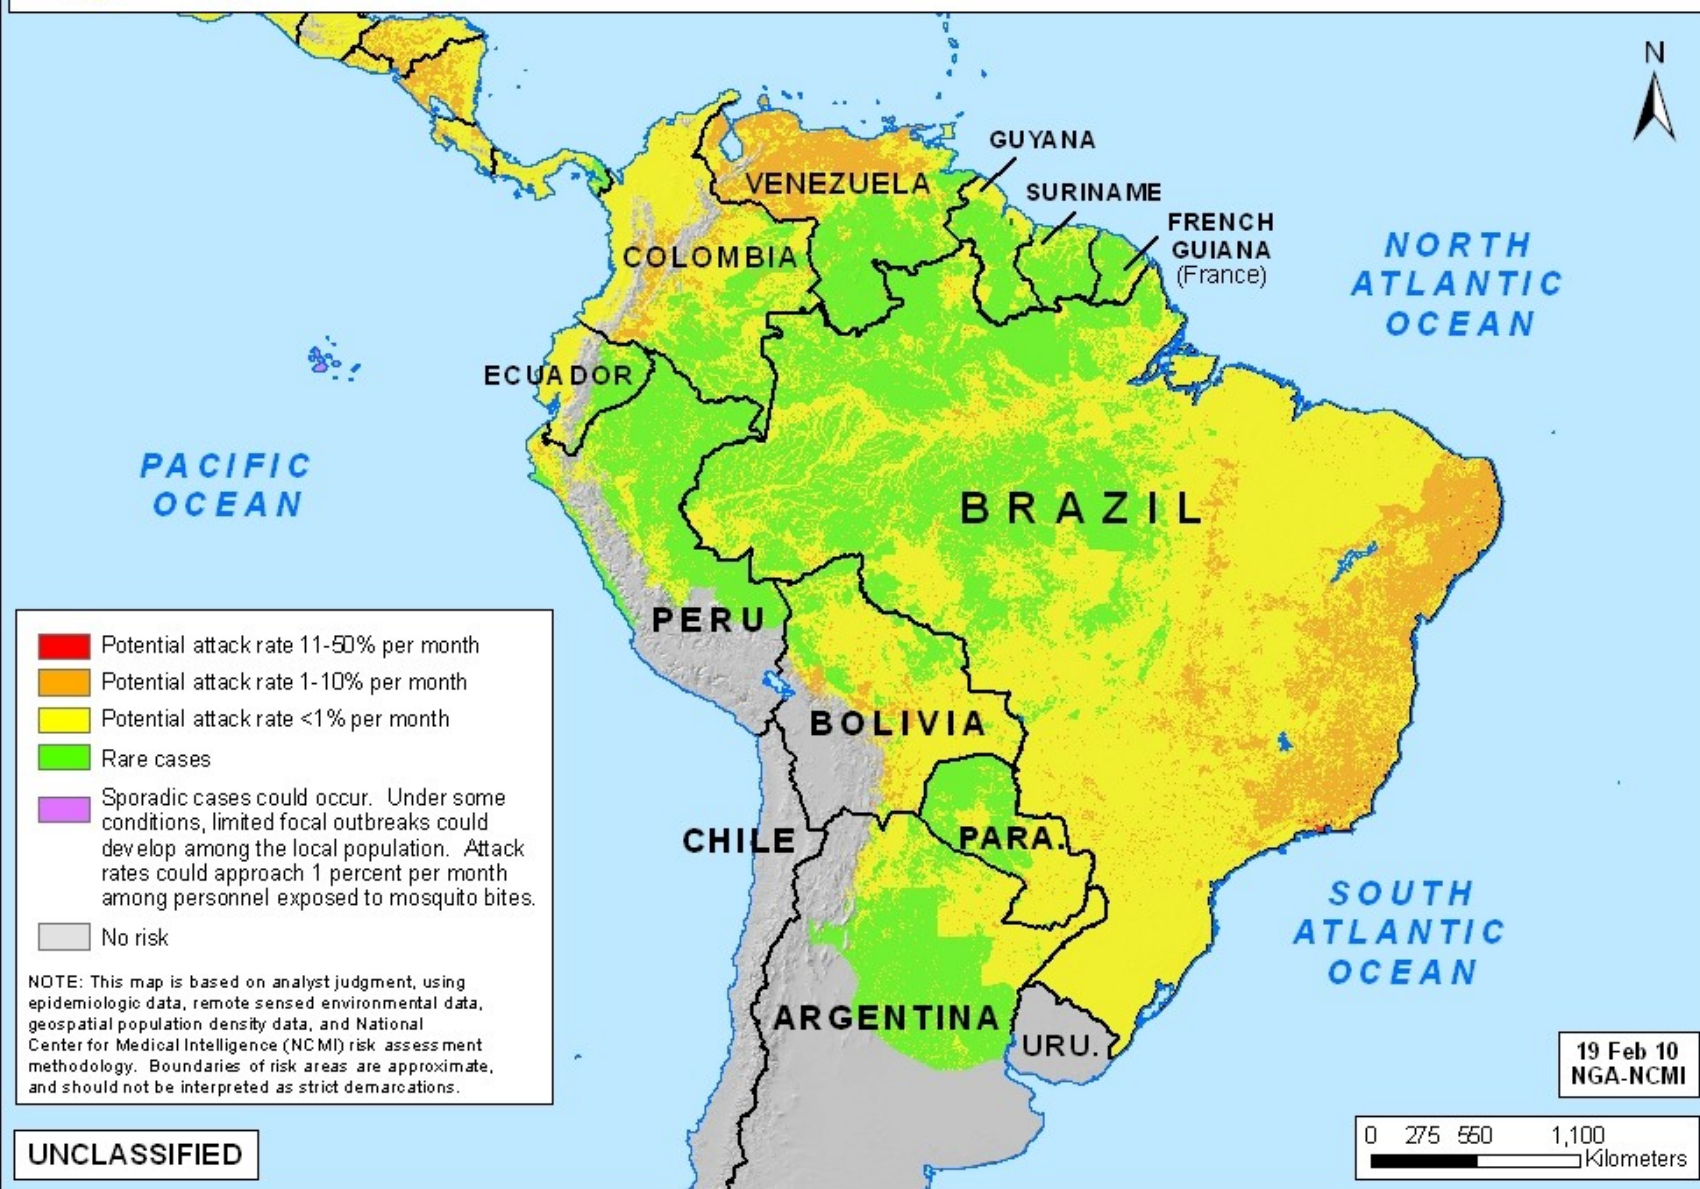 N
GUYANA
SURINAME
VENEZUELA
FRENCH
GUIANA
(France)
COLOMBIA
NORTH
ATLANTIC
OCEAN
ECUADOR
PACIFIC
OCEAN
BRAZIL
PERU
BOLIVIA
CHILE
PARA.
SOUTH
ATLANTIC
OCEAN
ARGENTINA
URU.
Potential attack rate 11-50% per month
Potential attack rate 1-10% per month
Potential attack rate <1% per month
Rare cases
Sporadic cases could occur. Under some
conditions, limited focal outbreaks could
develop among the local population. Attack
rates could approach 1 percent per month
among personnel exposed to mosquito bites.
No risk
NOTE: This map is based on analyst judgment, using
epidemiologic data, remote sensed environmental data,
geospatial population density data, and National
Center for Medical Intelligence (NCMI) risk assessment
methodology. Boundaries of risk areas are approximate,
and should not be interpreted as strict demarcations.
UNCLASSIFIED
19 Feb 10
NGA-NCMI
0 275 550 1,100
Kilometers